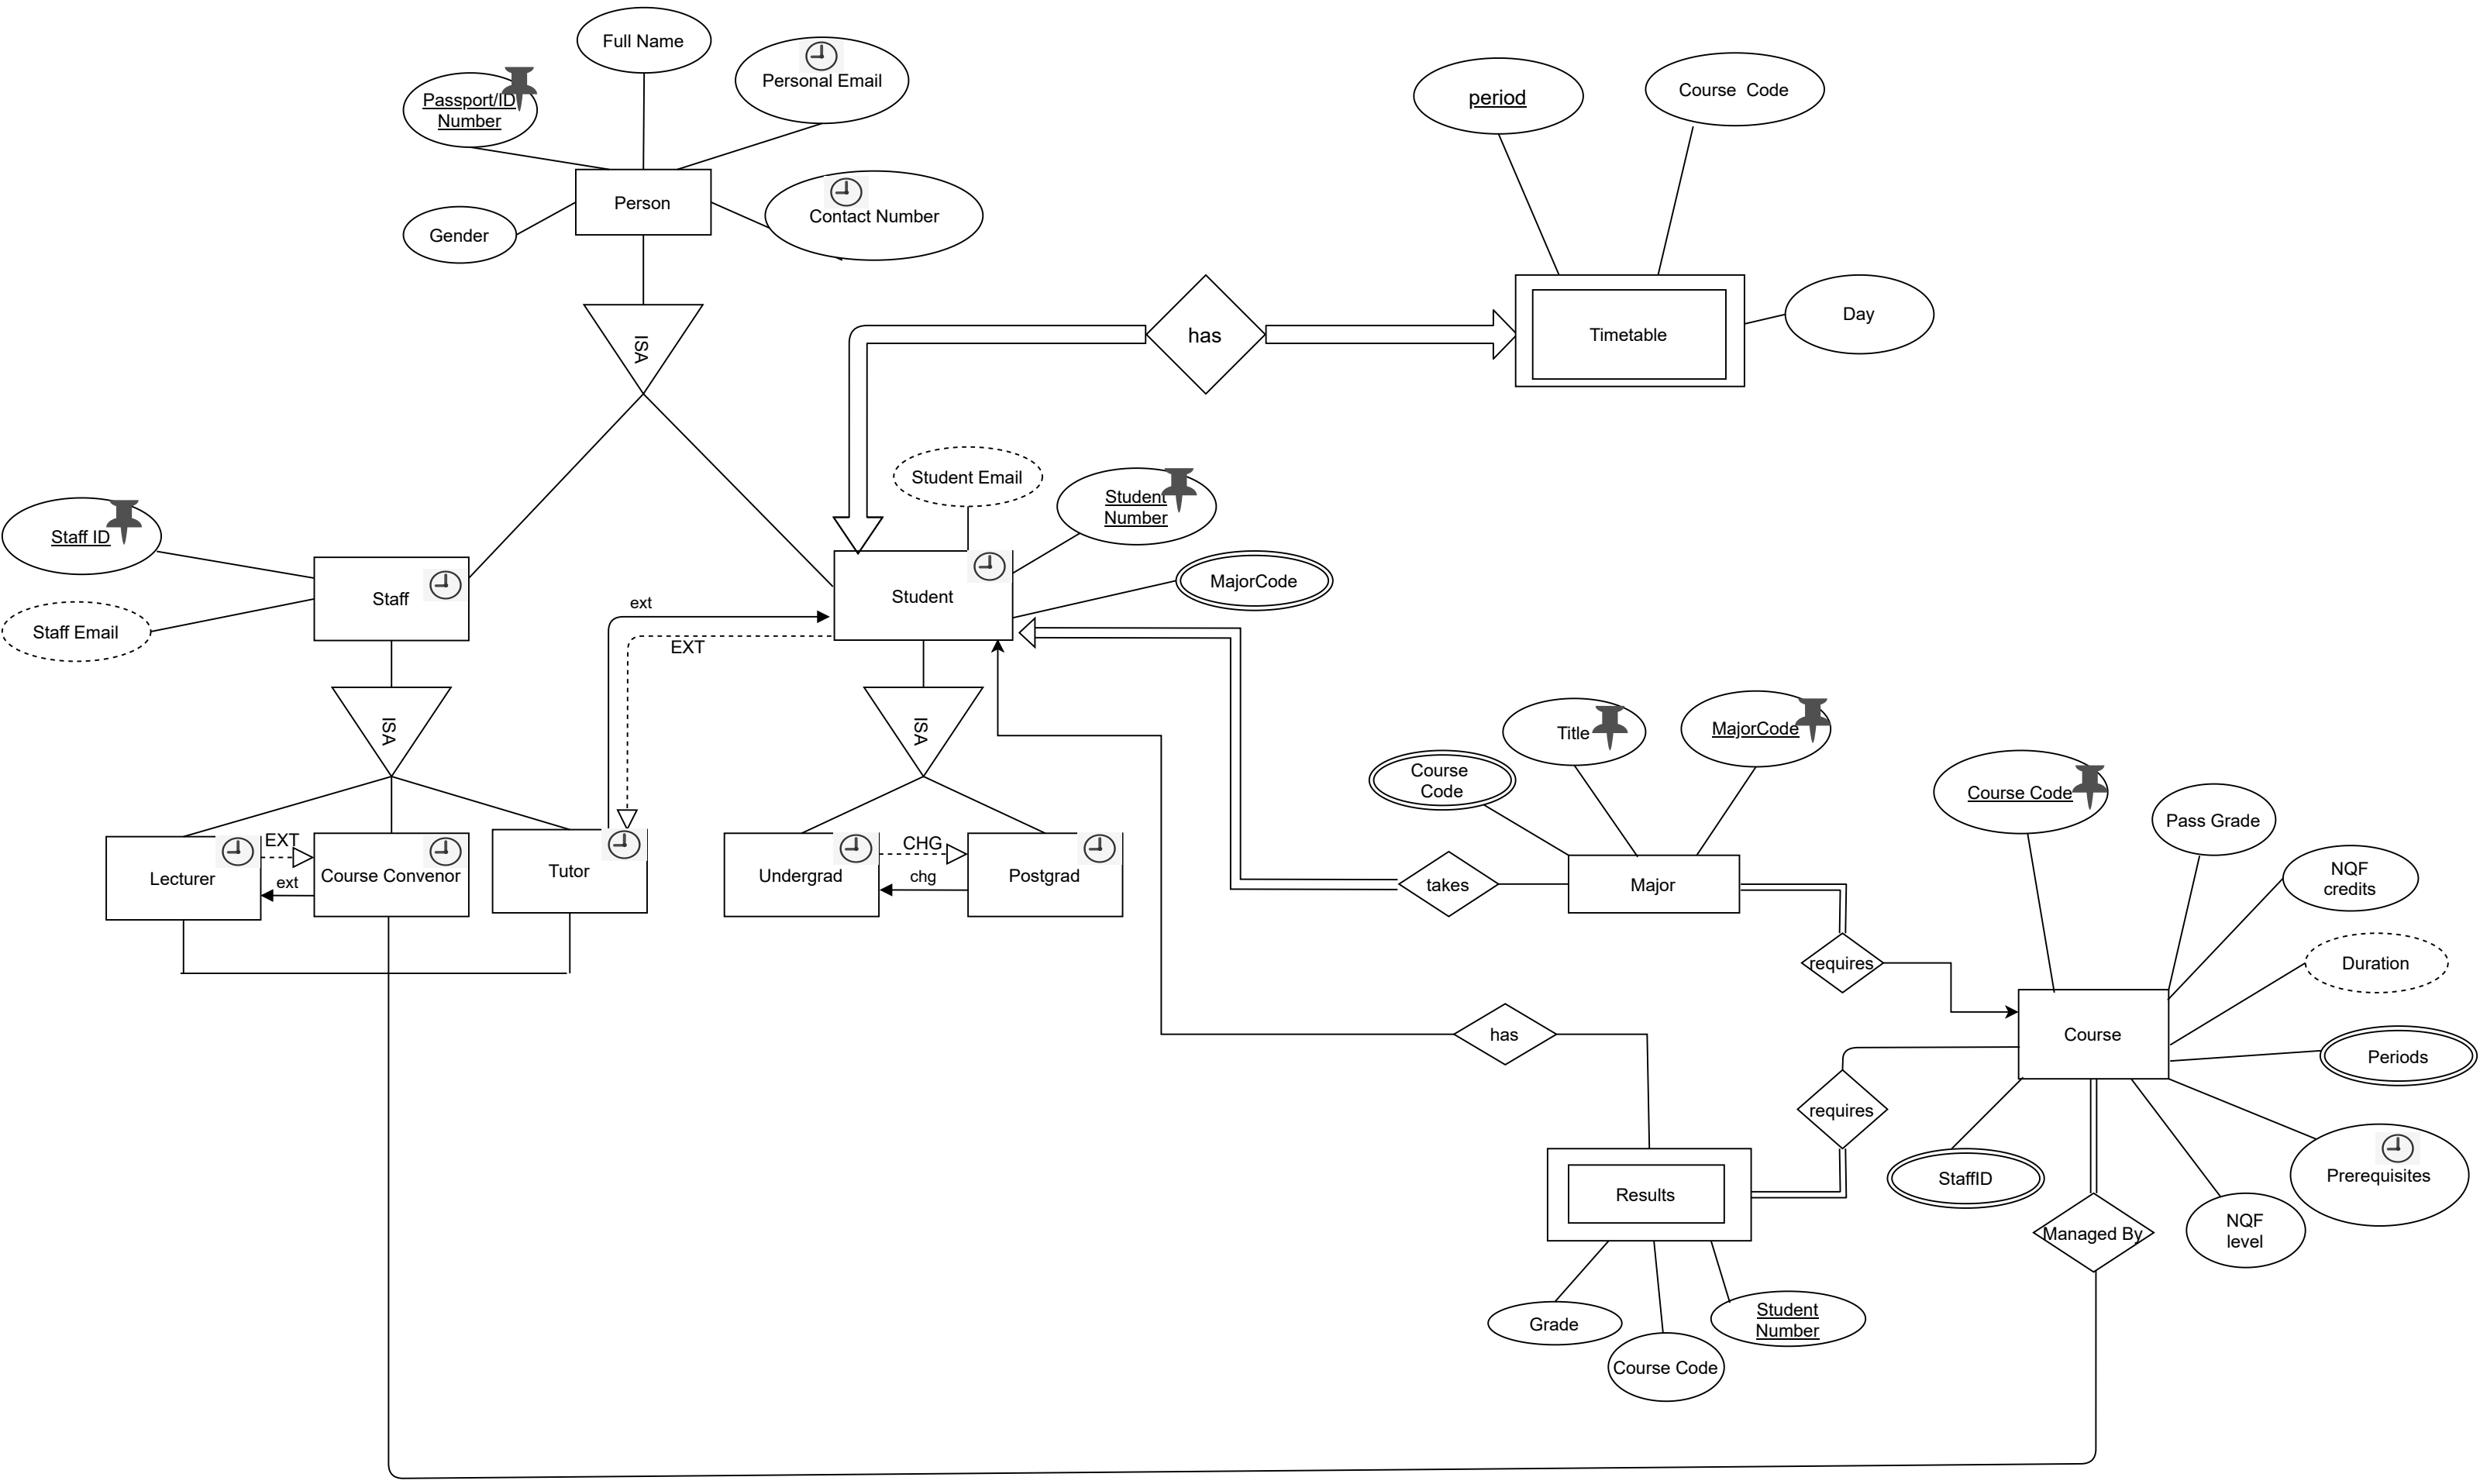 Full Name
Personal Email
Passport/ID
Number
period
Course  Code
Person
Contact Number
Gender
ISA
has
Timetable
Day
Student Email
Student
Number
Staff ID
MajorCode
Staff
Student
ext
Staff Email
EXT
ISA
ISA
Title
MajorCode
Course
Code
Course Code
Pass Grade
EXT
CHG
Lecturer
ext
Course Convenor
Tutor
Undergrad
chg
Postgrad
takes
Major
NQF
credits
requires
Duration
has
Course
Periods
requires
StaffID
Prerequisites
Results
Managed By
NQF
level
Grade
Student
Number
Course Code